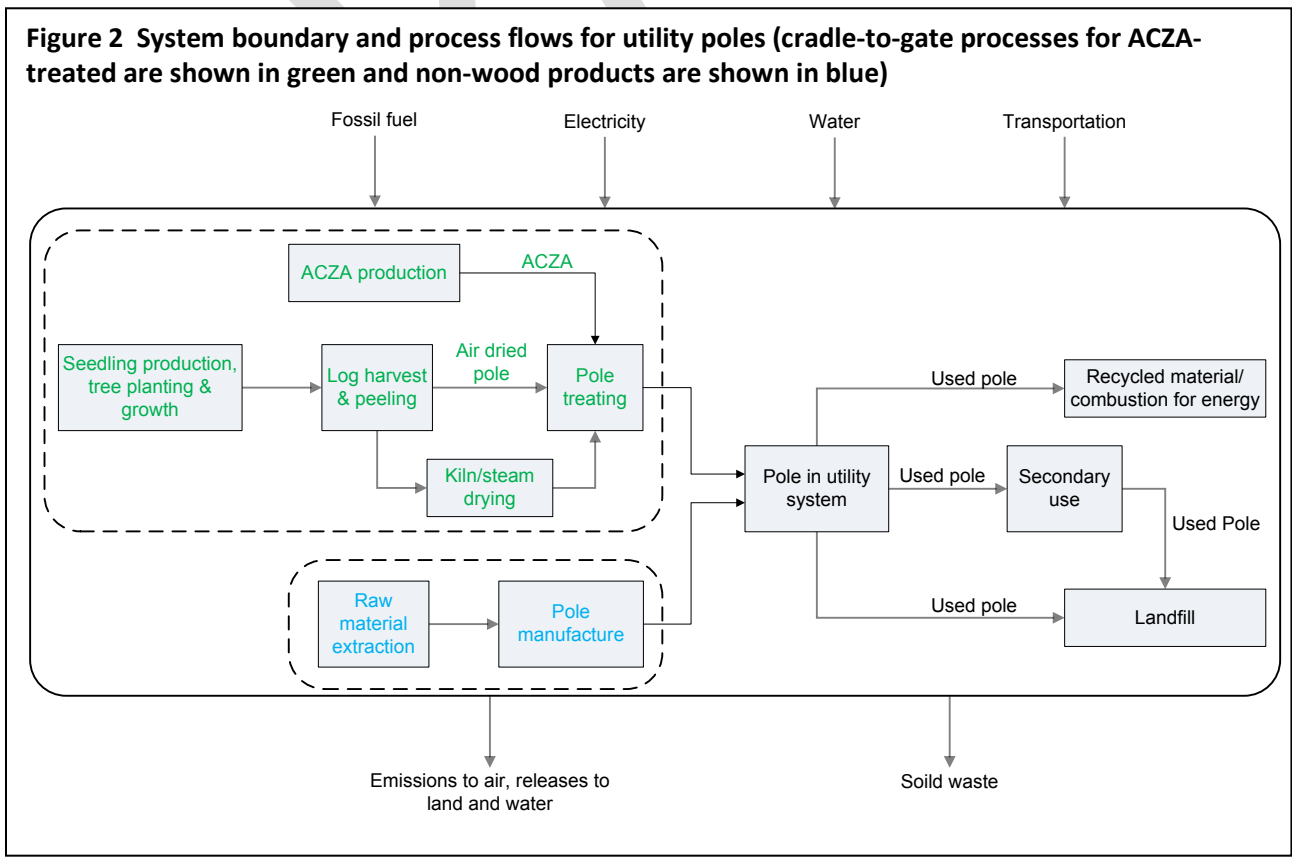 Figure 2  System boundary and process flows for utility poles (cradle-to-gate processes for ACZA-
treated are shown in green and non-wood products are shown in blue)
Fossil fuel
Electricity
Water
Transportation
ACZA production
ACZA
Seedling production,
tree planting &
growth
Log harvest
& peeling
Air dried
pole
Pole
treating
Kiln/steam
drying
Raw
material
extraction
Pole
manufacture
Pole in utility
system
Used pole
Recycled material/
combustion for energy
Used pole
Secondary
use
Used Pole
Used pole
Landfill
Emissions to air, releases to
land and water
Soild waste